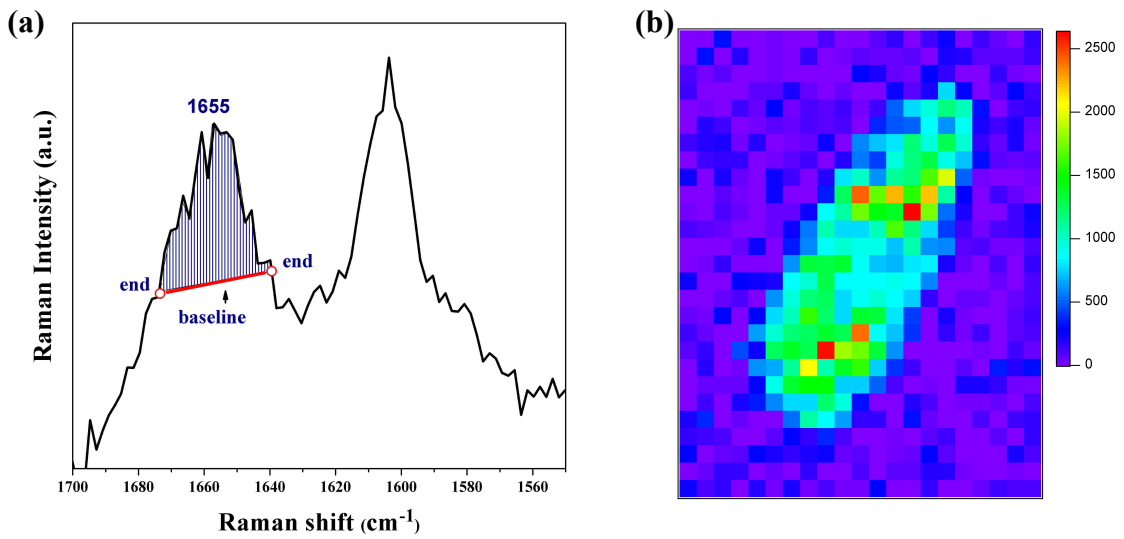 (a)
1655
end
end
baseline
Raman Intensity (a.u.)
1700
1680
1660
1640
1620
1600
1580
1560
Raman shift (cm-1)
(b)
2500
2000
1500
1000
500
0